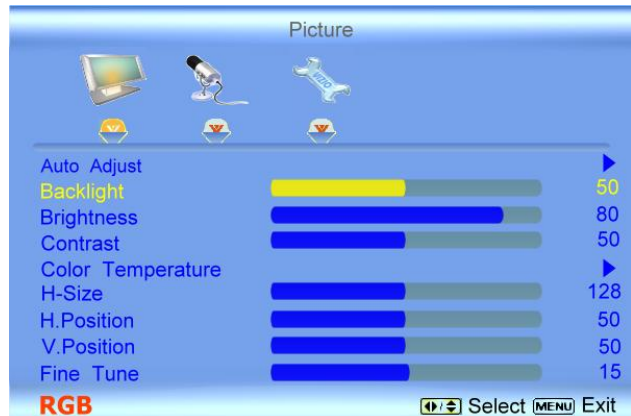 Picture
VIZIO
V V V
Auto Adjust
Backlight 50
Brightness 80
Contrast 50
Color Temperature
H-Size 128
H.Position 50
V.Position 50
Fine Tune 15
RGB Select MENU Exit